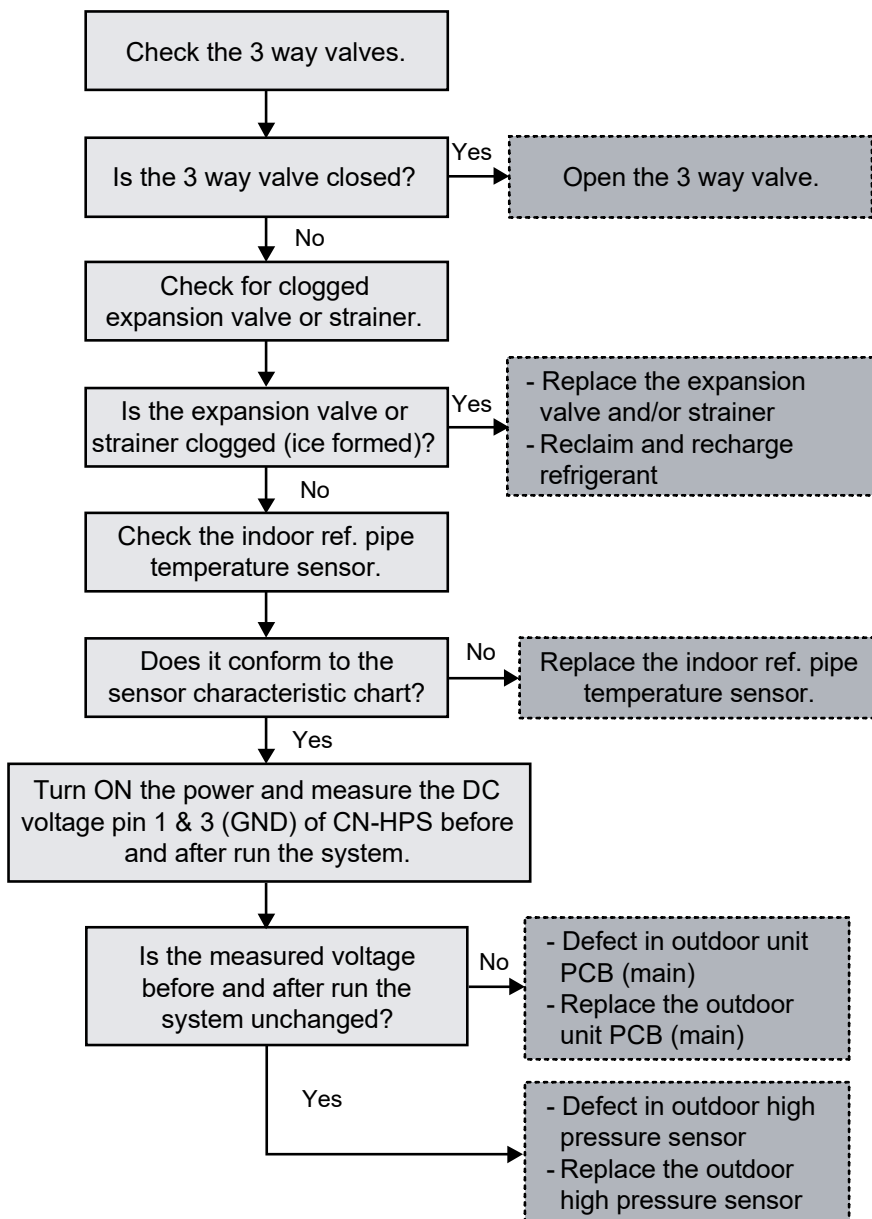 Check the 3 way valves.
Is the 3 way valve closed?
Yes
Open the 3 way valve.
No
Check for clogged
expansion valve or strainer.
Is the expansion valve or
strainer clogged (ice formed)?
Yes
- Replace the expansion
valve and/or strainer
- Reclaim and recharge
refrigerant
No
Check the indoor ref. pipe
temperature sensor.
Does it conform to the
sensor characteristic chart?
No
Replace the indoor ref. pipe
temperature sensor.
Yes
Turn ON the power and measure the DC
voltage pin 1 & 3 (GND) of CN-HPS before
and after run the system.
Is the measured voltage
before and after run the
system unchanged?
No
- Defect in outdoor unit
PCB (main)
- Replace the outdoor
unit PCB (main)
Yes
- Defect in outdoor high
pressure sensor
- Replace the outdoor
high pressure sensor